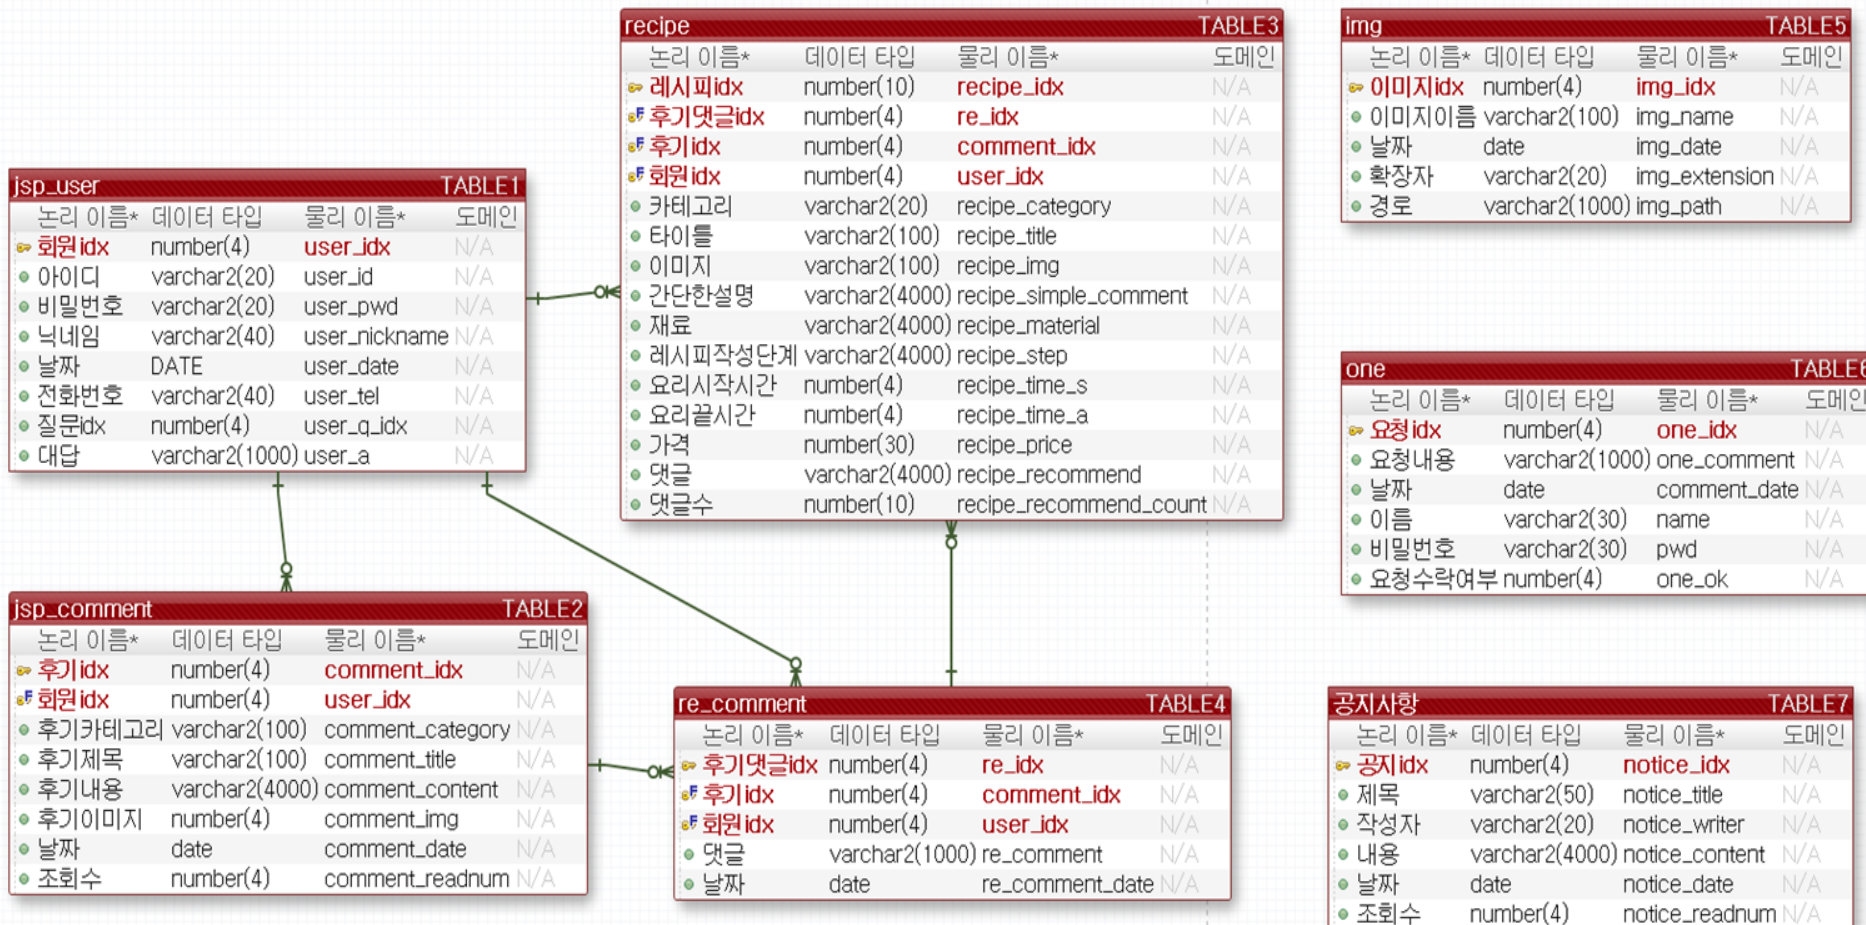 recipe TABLE3
논리 이름* 데이터 타입 물리 이름* 도메인
레시피idx number(10) recipe_idx N/A
후기댓글idx number(4) re_idx N/A
후기idx number(4) comment_idx N/A
회원idx number(4) user_idx N/A
카테고리 varchar2(20) recipe_category N/A
타이틀 varchar2(100) recipe_title N/A
이미지 varchar2(100) recipe_img N/A
간단한설명 varchar2(4000) recipe_simple_comment N/A
재료 varchar2(4000) recipe_material N/A
레시피작성단계 varchar2(4000) recipe_step N/A
요리시작시간 number(4) recipe_time_s N/A
요리끝시간 number(4) recipe_time_a N/A
가격 number(30) recipe_price N/A
댓글 varchar2(4000) recipe_recommend N/A
댓글수 number(10) recipe_recommend_count N/A
img TABLE5
논리 이름* 데이터 타입 물리 이름* 도메인
이미지idx number(4) img_idx N/A
이미지이름 varchar2(100) img_name N/A
날짜 date img_date N/A
확장자 varchar2(20) img_extension N/A
경로 varchar2(1000) img_path N/A
jsp_user TABLE1
논리 이름* 데이터 타입 물리 이름* 도메인
회원idx number(4) user_idx N/A
아이디 varchar2(20) user_id N/A
비밀번호 varchar2(20) user_pwd N/A
닉네임 varchar2(40) user_nickname N/A
날짜 DATE user_date N/A
전화번호 varchar2(40) user_tel N/A
질문idx number(4) user_q_idx N/A
대답 varchar2(1000) user_a N/A
one TABLE6
논리 이름* 데이터 타입 물리 이름* 도메인
요청idx number(4) one_idx N/A
요청내용 varchar2(1000) one_comment N/A
날짜 date comment_date N/A
이름 varchar2(30) name N/A
비밀번호 varchar2(30) pwd N/A
요청수락여부 number(4) one_ok N/A
jsp_comment TABLE2
논리 이름* 데이터 타입 물리 이름* 도메인
후기idx number(4) comment_idx N/A
회원idx number(4) user_idx N/A
후기카테고리 varchar2(100) comment_category N/A
후기제목 varchar2(100) comment_title N/A
후기내용 varchar2(4000) comment_content N/A
후기이미지 number(4) comment_img N/A
날짜 date comment_date N/A
조회수 number(4) comment_readnum N/A
re_comment TABLE4
논리 이름* 데이터 타입 물리 이름* 도메인
후기댓글idx number(4) re_idx N/A
후기idx number(4) comment_idx N/A
회원idx number(4) user_idx N/A
댓글 varchar2(1000) re_comment N/A
날짜 date re_comment_date N/A
공지사항 TABLE7
논리 이름* 데이터 타입 물리 이름* 도메인
공지idx number(4) notice_idx N/A
제목 varchar2(50) notice_title N/A
작성자 varchar2(20) notice_writer N/A
내용 varchar2(4000) notice_content N/A
날짜 date notice_date N/A
조회수 number(4) notice_readnum N/A